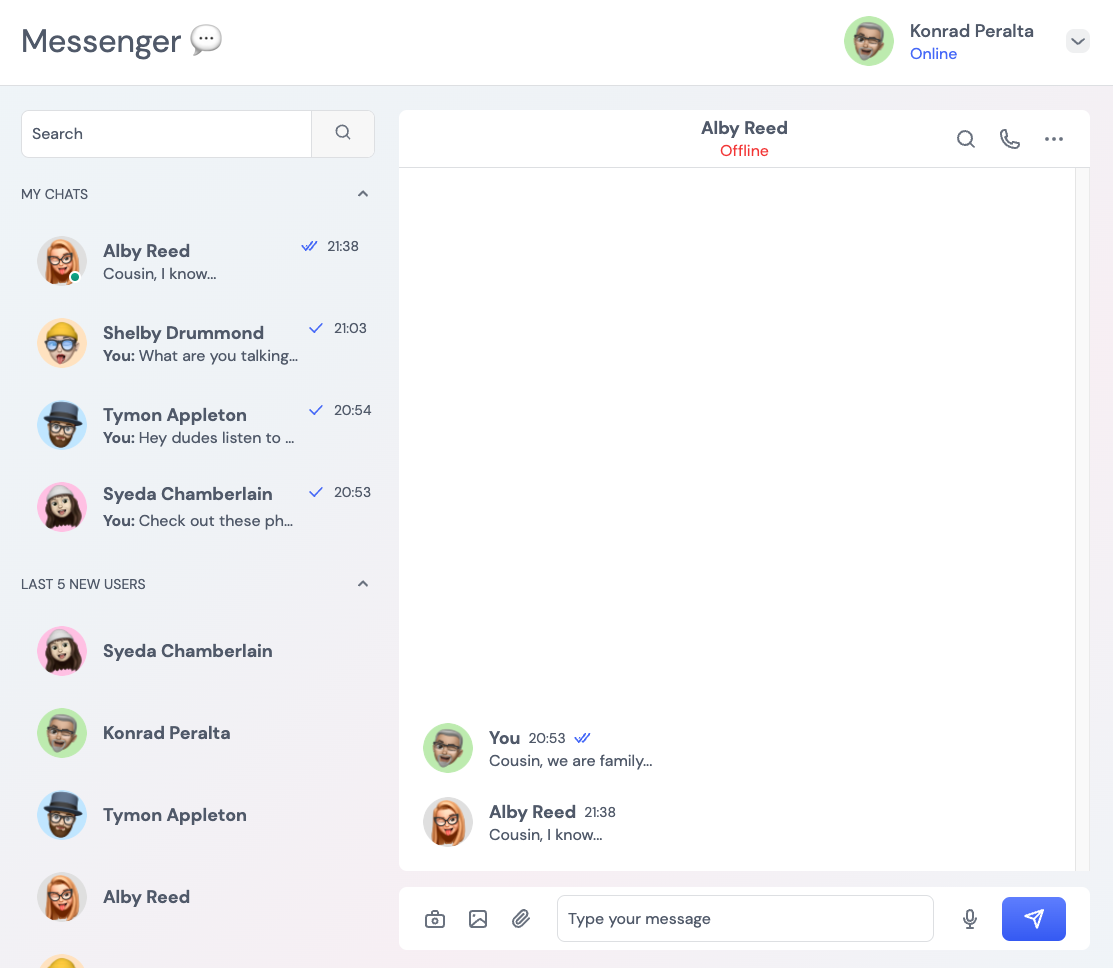 Messenger 💬
Konrad Peralta
Online
Search
MY CHATS
Alby Reed 21:38
Cousin, I know...
Shelby Drummond 21:03
You: What are you talking...
Tymon Appleton 20:54
You: Hey dudes listen to ...
Syeda Chamberlain 20:53
You: Check out these ph...
LAST 5 NEW USERS
Syeda Chamberlain
Konrad Peralta
Tymon Appleton
Alby Reed
Alby Reed
Offline
You 20:53
Cousin, we are family...
Alby Reed 21:38
Cousin, I know...
Type your message